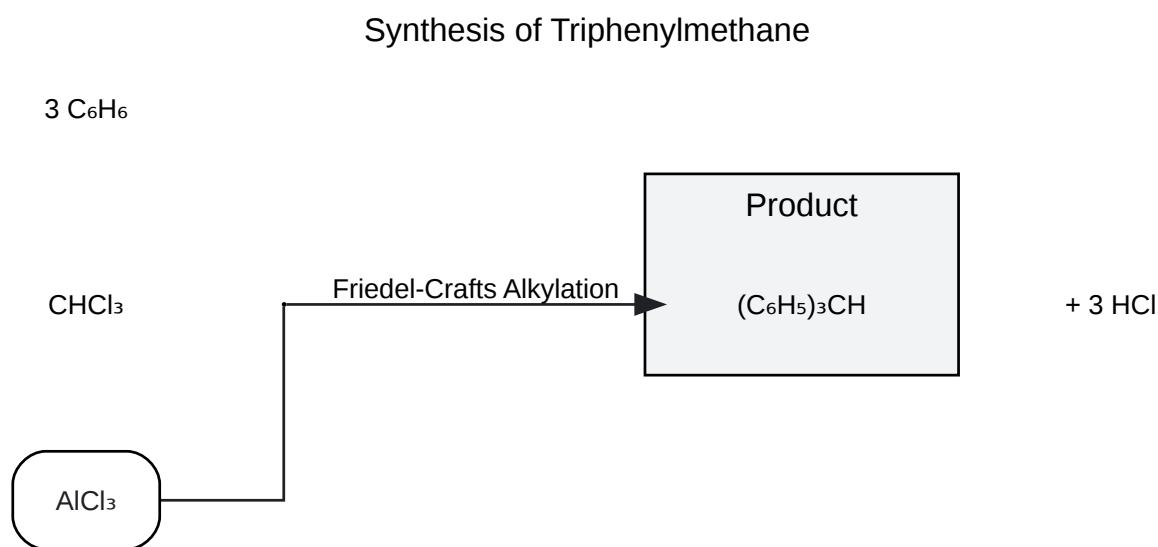 Synthesis of Triphenylmethane
3 C₆H₆
Product
Friedel-Crafts Alkylation
CHCl₃
(C₆H₅)₃CH
+ 3 HCl
AlCl₃